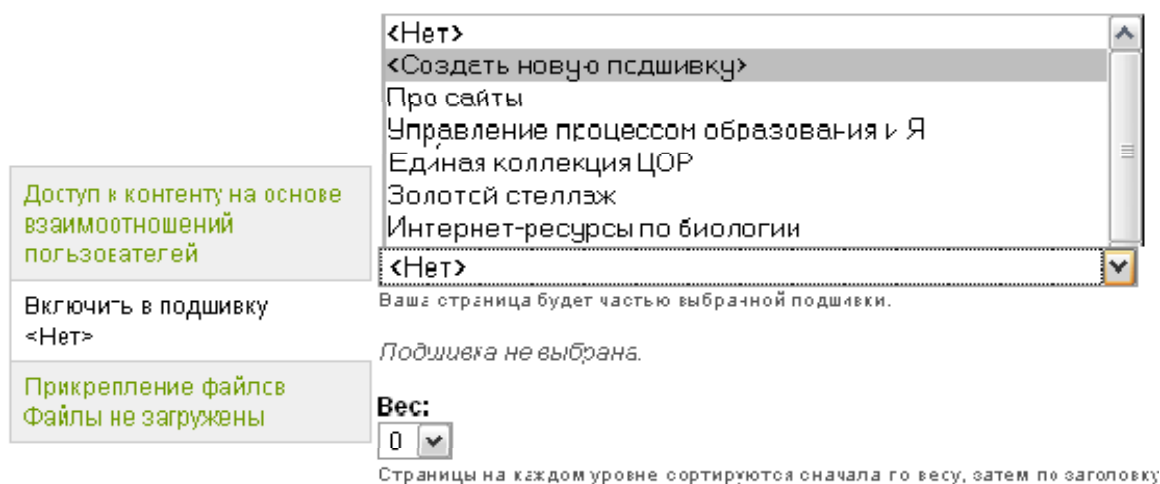 <Нет>
<Создать новую подшивку>
Про сайты
Управление процессом образования и Я
Единая коллекция ЦОР
Золотой стеллаж
Интернет-ресурсы по биологии
<Нет>
Ваша страница будет частью выбранной подшивки.
Подшивка не выбрана.
Вес:
0
Страницы на каждом уровне сортируются сначала по весу, затем по заголовку
Доступ к контенту на основе
взаимоотношений
пользователей
Включить в подшивку
<Нет>
Прикрепление файлов
Файлы не загружены